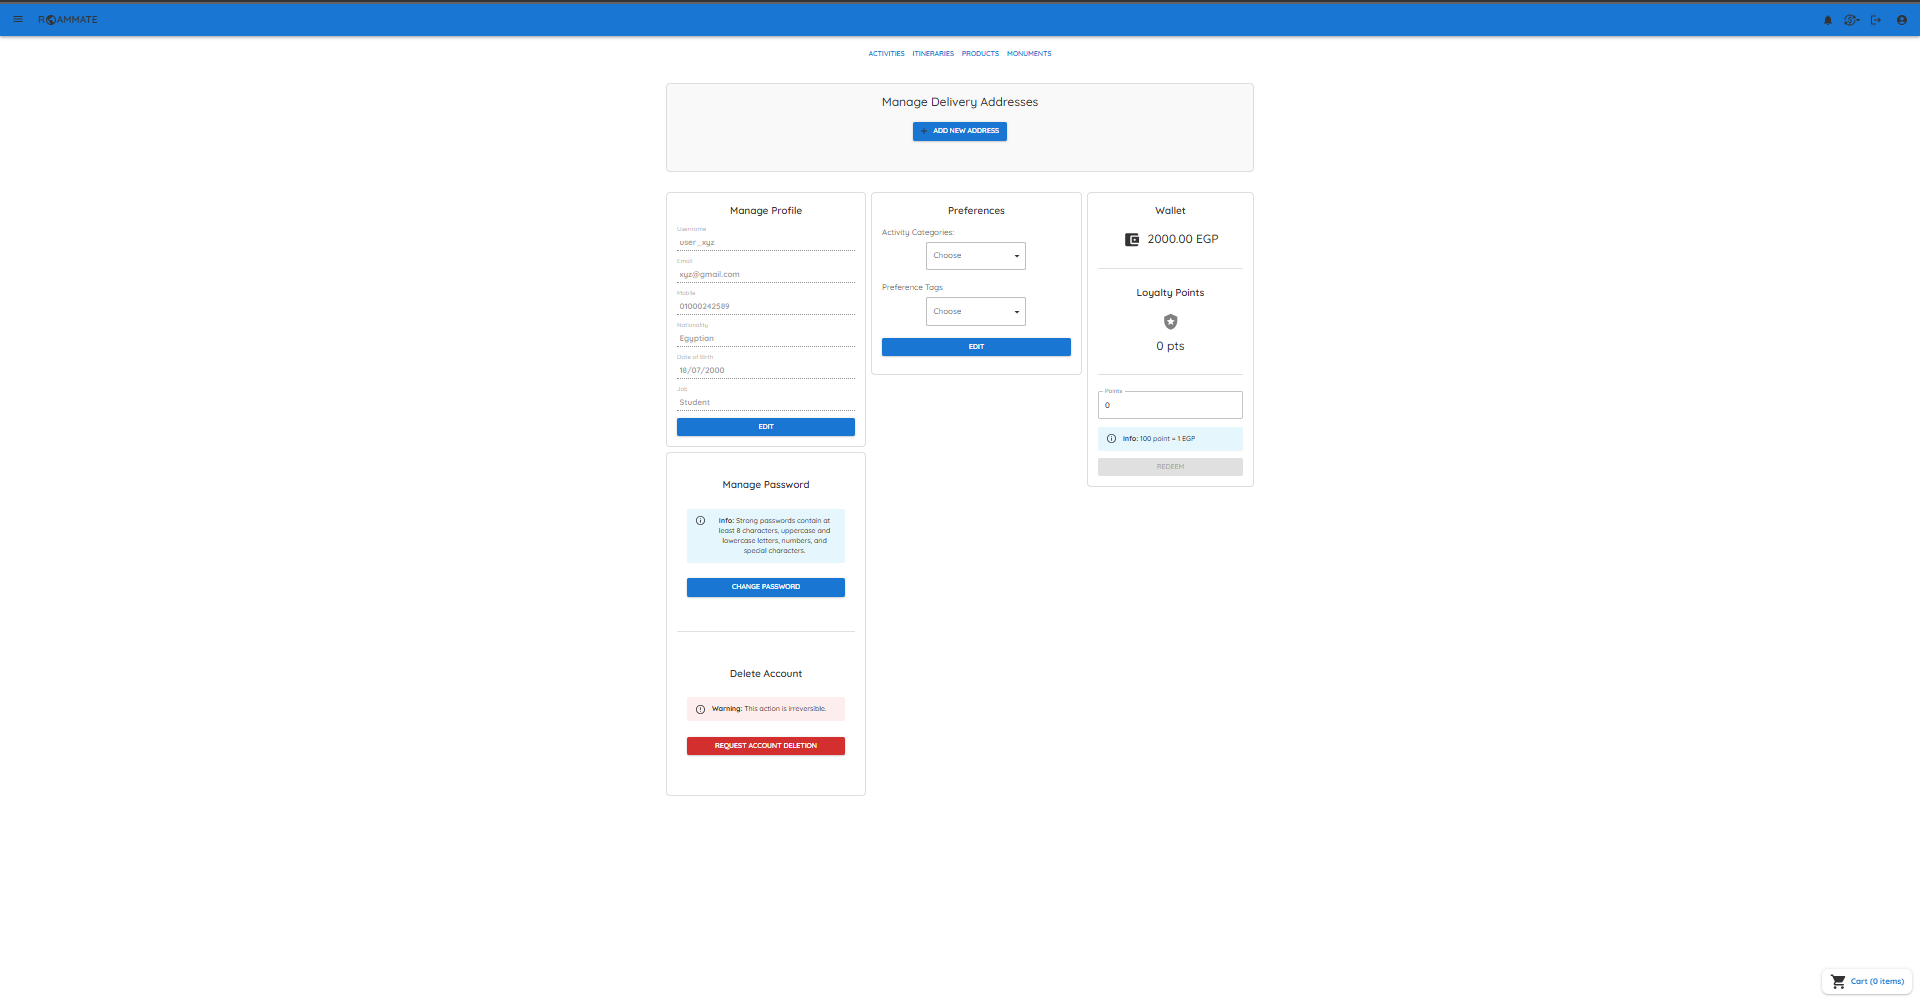 ROAMMATE
ACTIVITIES ITINERARIES PRODUCTS MONUMENTS
Manage Delivery Addresses
+ ADD NEW ADDRESS
Manage Profile
Username
user_xyz
Email
xyz@gmail.com
Mobile
01000242589
Nationality
Egyptian
Date of Birth
18/07/2000
Job
Student
EDIT
Manage Password
Info: Strong passwords contain at
least 8 characters, uppercase and
lowercase letters, numbers, and
special characters.
CHANGE PASSWORD
Delete Account
Warning: This action is irreversible.
REQUEST ACCOUNT DELETION
Preferences
Activity Categories:
Choose
Preference Tags
Choose
EDIT
Wallet
2000.00 EGP
Loyalty Points
0 pts
Points
0
Info: 100 point = 1 EGP
REDEEM
Cart (0 items)